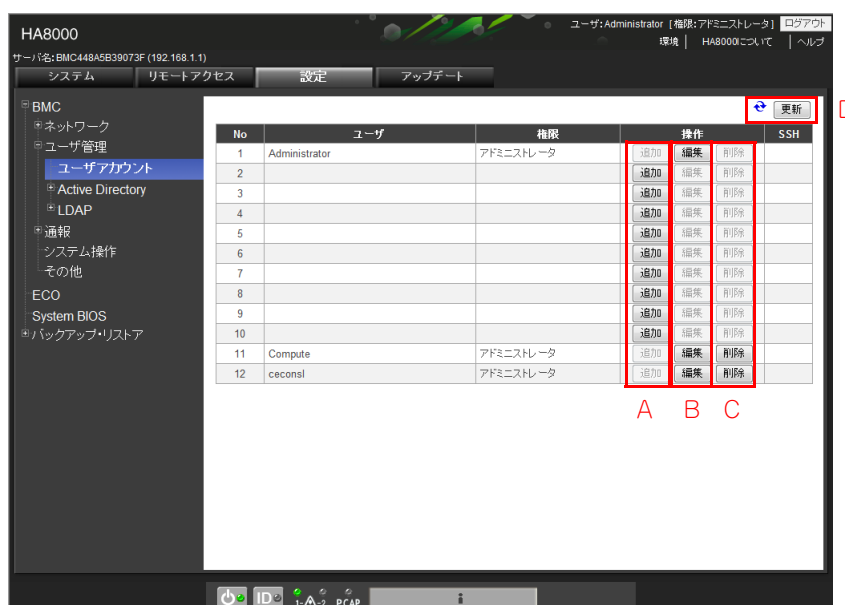 HA8000
ユーザ:Administrator [権限:アドミニストレータ] ログアウト
環境 | HA8000について | ヘルプ
サーバ名:BMC448A5B39073F (192.168.1.1)
システム リモートアクセス 設定 アップデート
BMC
ネットワーク
ユーザ管理
ユーザアカウント
Active Directory
LDAP
通報
システム操作
その他
ECO
System BIOS
バックアップ・リストア
更新
No ユーザ 権限 操作 SSH
1 Administrator アドミニストレータ 追加 編集 削除
2 追加 編集 削除
3 追加 編集 削除
4 追加 編集 削除
5 追加 編集 削除
6 追加 編集 削除
7 追加 編集 削除
8 追加 編集 削除
9 追加 編集 削除
10 追加 編集 削除
11 Compute アドミニストレータ 追加 編集 削除
12 ceconsl アドミニストレータ 追加 編集 削除
A B C
ID 1-2 PCAP i